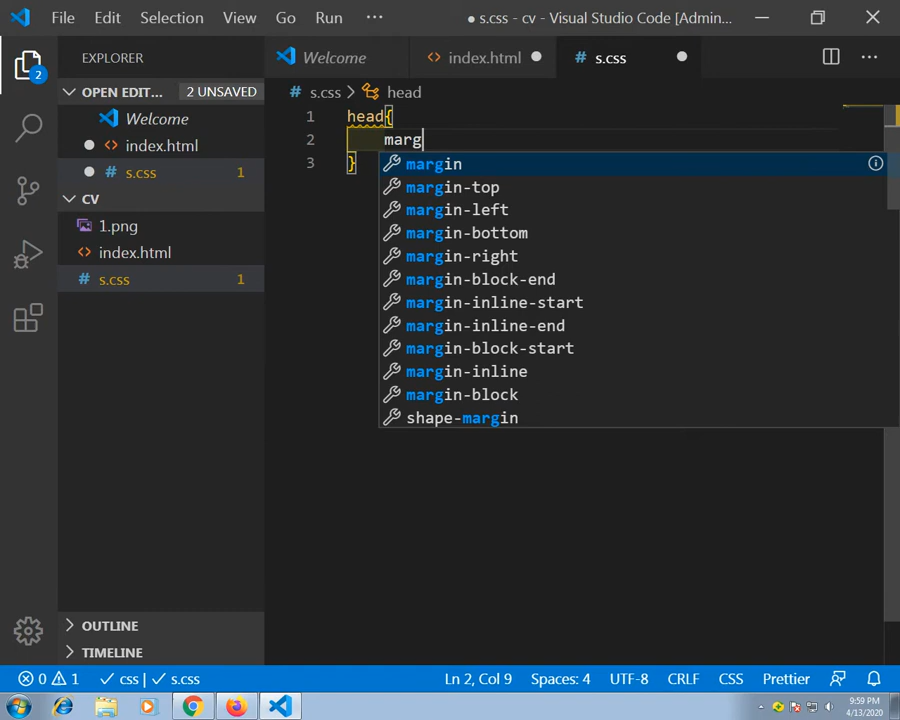 File Edit Selection View Go Run ··· ● s.css - cv - Visual Studio Code [Admin...
EXPLORER
Welcome index.html s.css
OPEN EDIT... 2 UNSAVED
Welcome
index.html
# s.css 1
CV
1.png
index.html
# s.css 1
OUTLINE
TIMELINE
2
# s.css > head
1 head{
2 marg
3 }
margin
margin-top
margin-left
margin-bottom
margin-right
margin-block-end
margin-inline-start
margin-inline-end
margin-block-start
margin-inline
margin-block
shape-margin
0 1 css | s.css Ln 2, Col 9 Spaces: 4 UTF-8 CRLF CSS Prettier
9:59 PM
4/13/2020